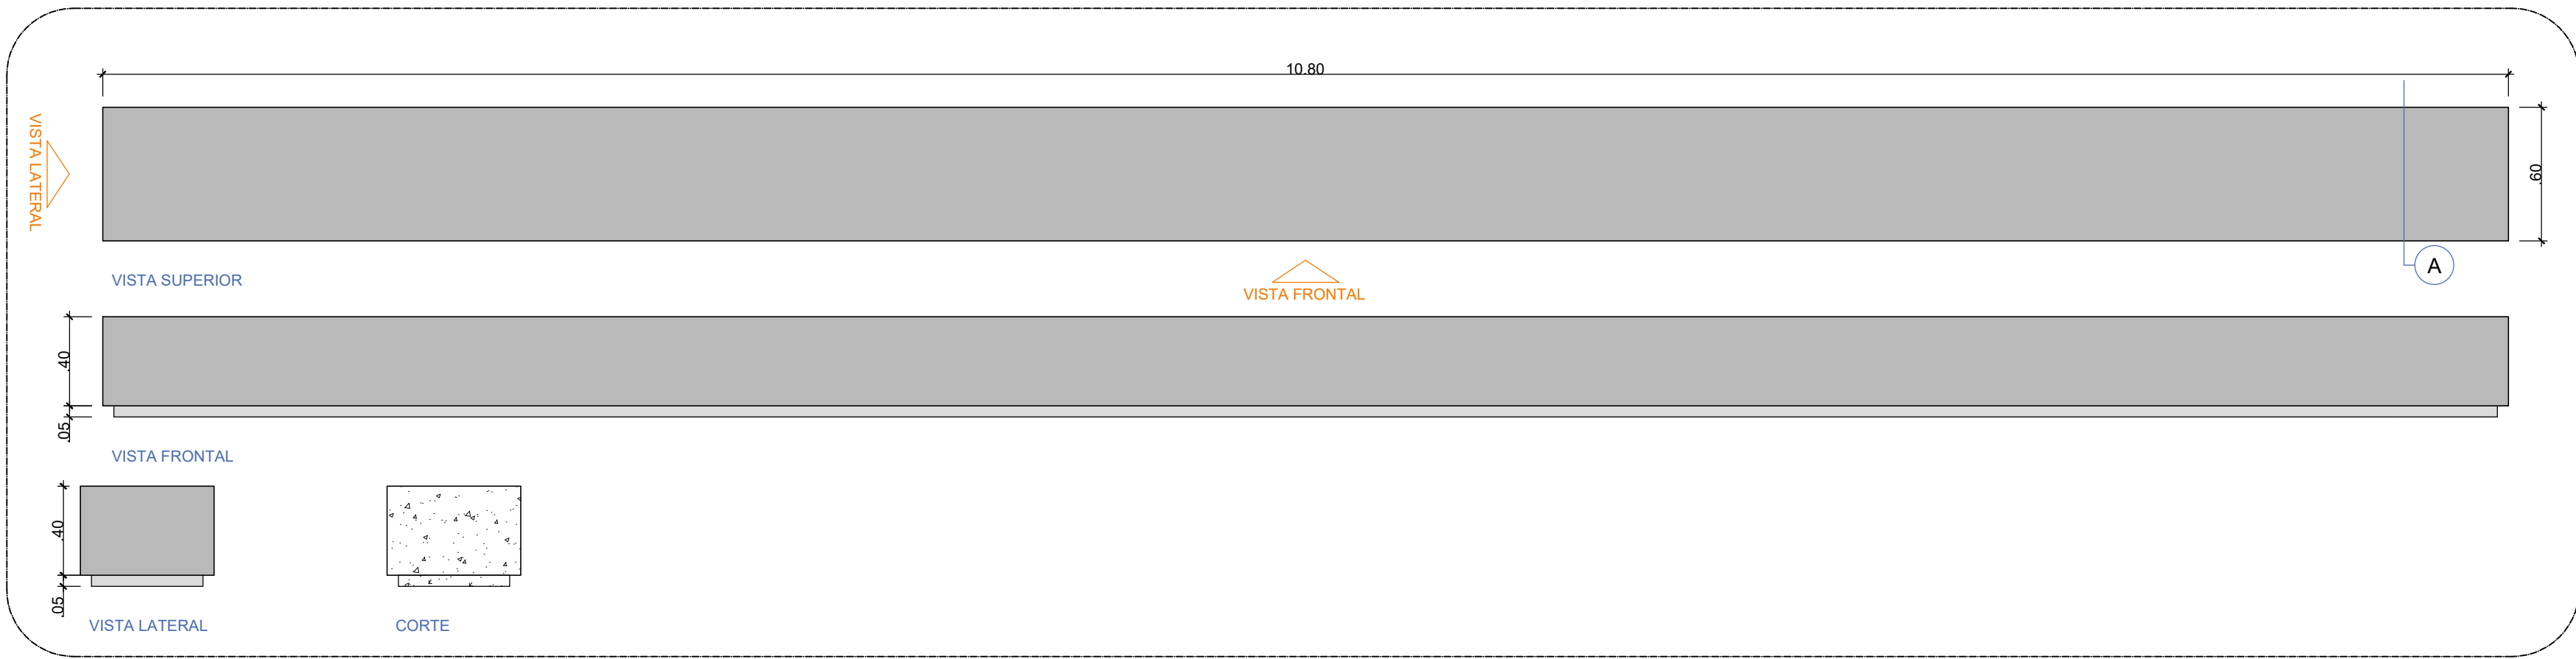 10.80
VISTA LATERAL
.60
VISTA SUPERIOR
VISTA FRONTAL
A
.40
.05
VISTA FRONTAL
.40
.05
VISTA LATERAL
CORTE